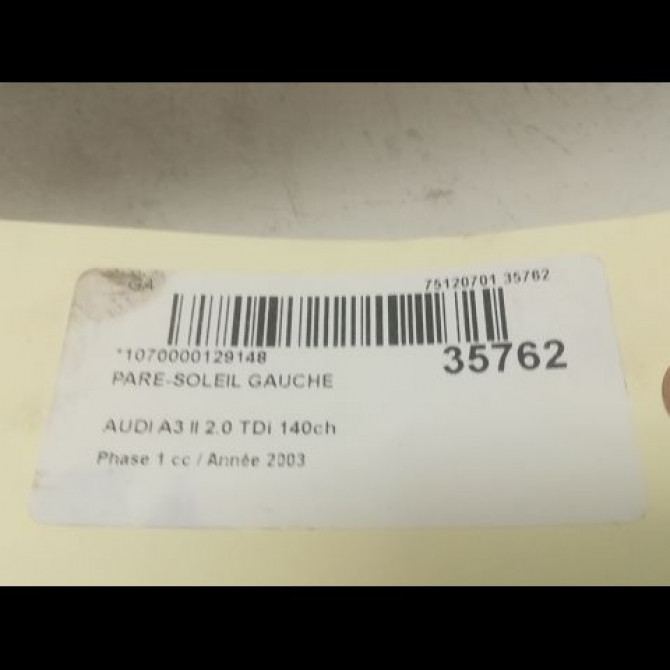 G4
75120701 35762
*1070000129148
35762
PARE-SOLEIL GAUCHE
AUDI A3 II 2.0 TDi 140ch
Phase 1 cc / Année 2003